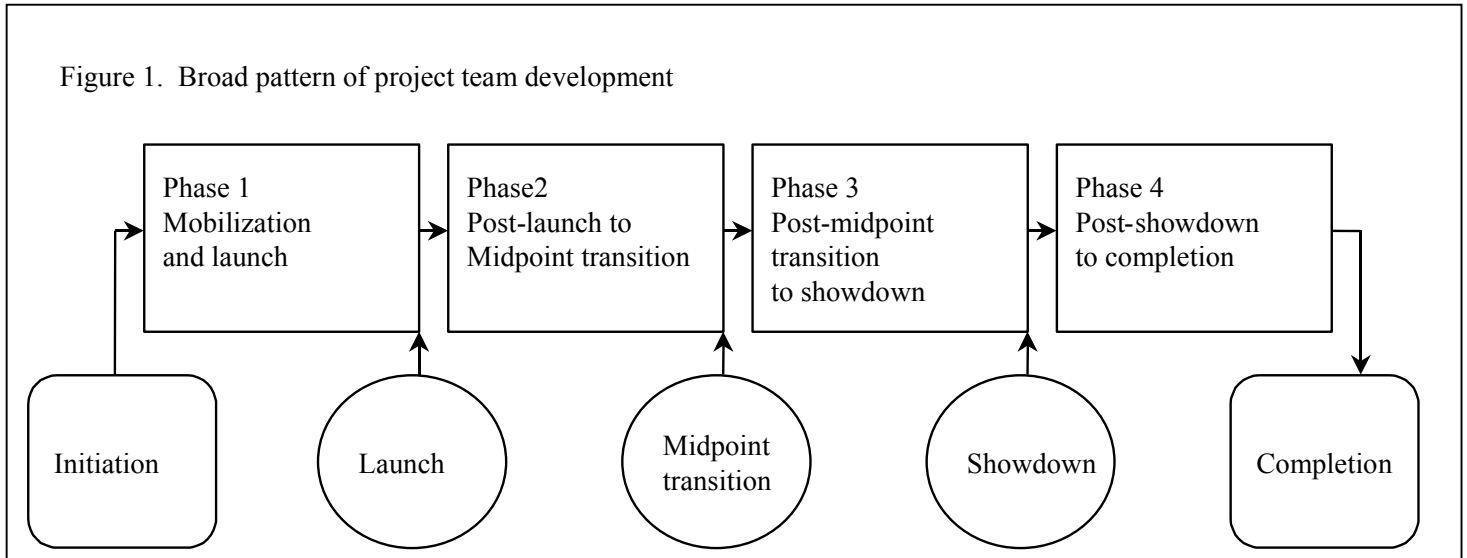 Figure 1. Broad pattern of project team development
Phase 1
Mobilization
and launch
Phase2
Post-launch to
Midpoint transition
Phase 3
Post-midpoint
transition
to showdown
Phase 4
Post-showdown
to completion
Initiation
Launch
Midpoint
transition
Showdown
Completion